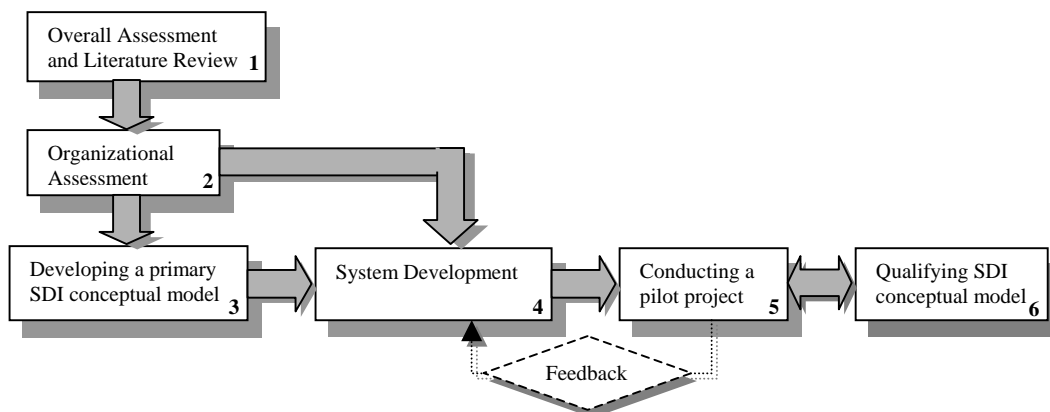 Overall Assessment
and Literature Review 1
Organizational
Assessment 2
Developing a primary
SDI conceptual model 3
System Development
4
Conducting a
pilot project 5
Qualifying SDI
conceptual model 6
Feedback